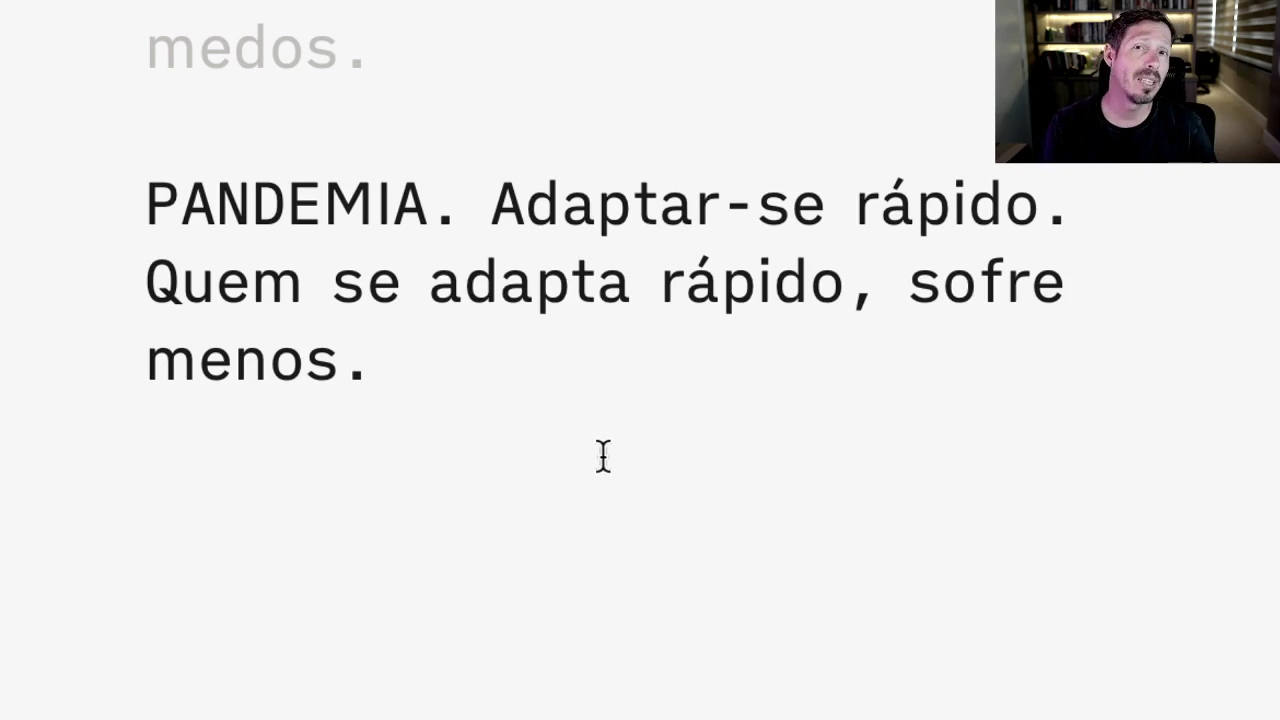 medos.
PANDEMIA. Adaptar-se rápido.
Quem se adapta rápido, sofre
menos.